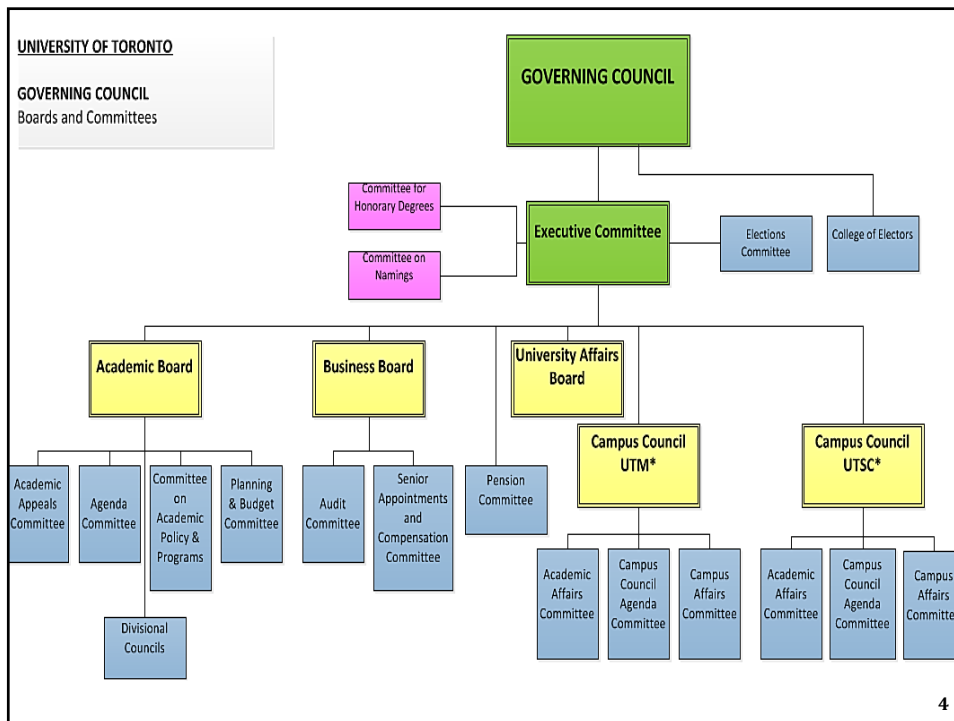 UNIVERSITY OF TORONTO
GOVERNING COUNCIL
Boards and Committees
GOVERNING COUNCIL
Committee for
Honorary Degrees
Executive Committee
Elections
Committee
College of Electors
Committee on
Namings
Academic Board
Business Board
University Affairs
Board
Campus Council
UTM*
Campus Council
UTSC*
Academic
Appeals
Committee
Agenda
Committee
Committee
on
Academic
Policy &
Programs
Planning
& Budget
Committee
Audit
Committee
Senior
Appointments
and
Compensation
Committee
Pension
Committee
Academic
Affairs
Committee
Campus
Council
Agenda
Committee
Campus
Affairs
Committee
Academic
Affairs
Committee
Campus
Council
Agenda
Committee
Campus
Affairs
Committe
Divisional
Councils
4